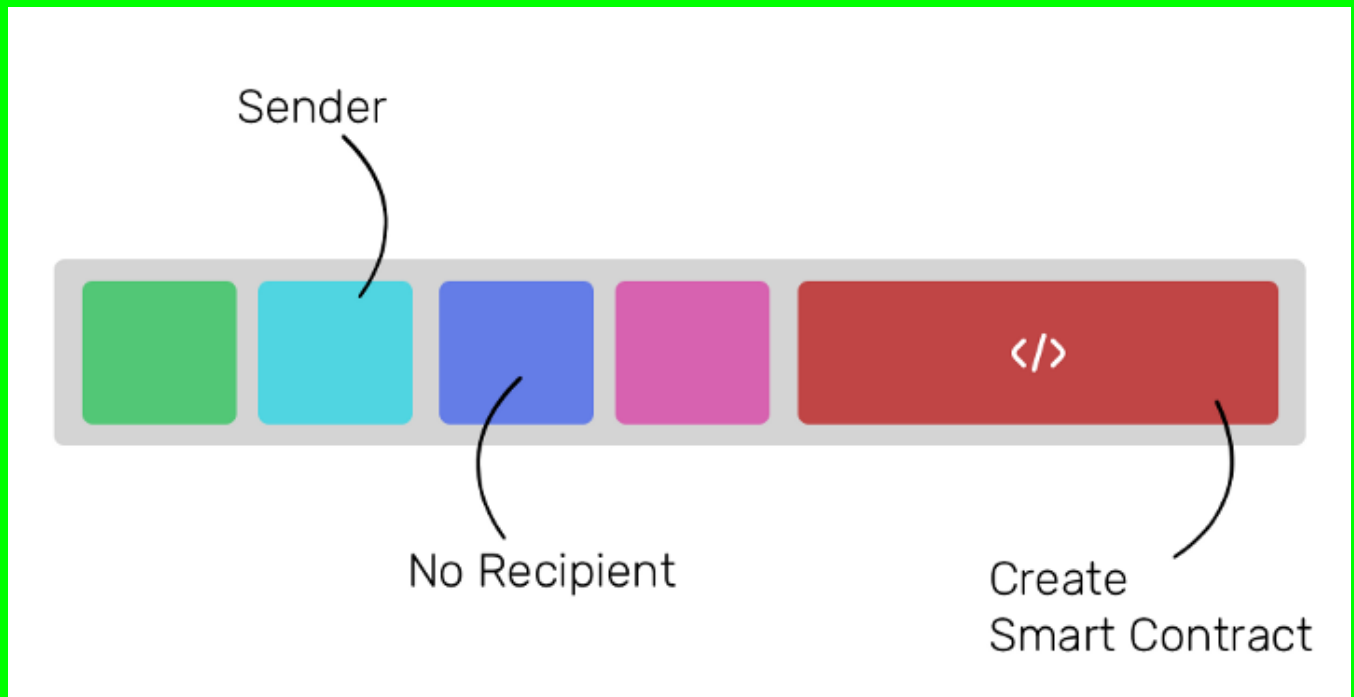 Sender
</>
No Recipient
Create
Smart Contract